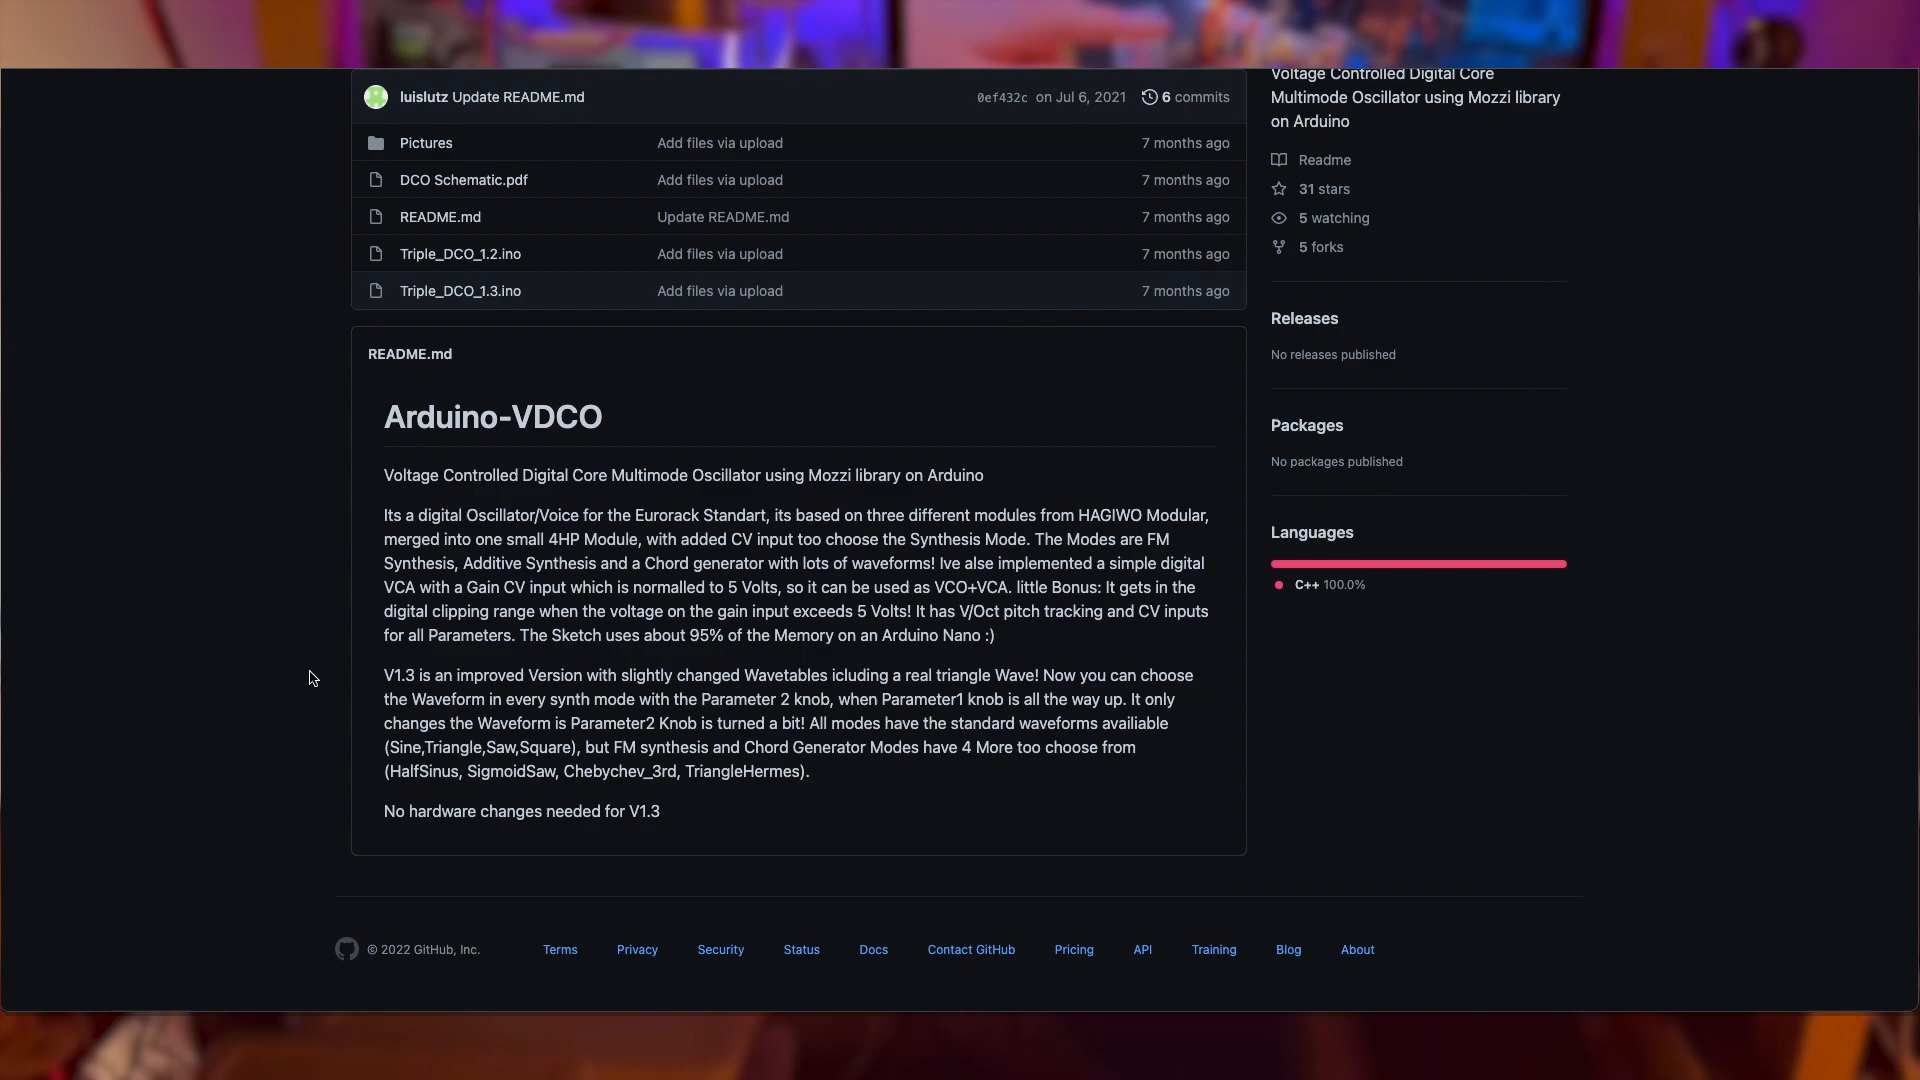 luislutz Update README.md 0ef432c on Jul 6, 2021 6 commits
Pictures Add files via upload 7 months ago
DCO Schematic.pdf Add files via upload 7 months ago
README.md Update README.md 7 months ago
Triple_DCO_1.2.ino Add files via upload 7 months ago
Triple_DCO_1.3.ino Add files via upload 7 months ago
README.md
Arduino-VDCO
Voltage Controlled Digital Core Multimode Oscillator using Mozzi library on Arduino
Its a digital Oscillator/Voice for the Eurorack Standart, its based on three different modules from HAGIWO Modular,
merged into one small 4HP Module, with added CV input too choose the Synthesis Mode. The Modes are FM
Synthesis, Additive Synthesis and a Chord generator with lots of waveforms! Ive alse implemented a simple digital
VCA with a Gain CV input which is normalled to 5 Volts, so it can be used as VCO+VCA. little Bonus: It gets in the
digital clipping range when the voltage on the gain input exceeds 5 Volts! It has V/Oct pitch tracking and CV inputs
for all Parameters. The Sketch uses about 95% of the Memory on an Arduino Nano :)
V1.3 is an improved Version with slightly changed Wavetables icluding a real triangle Wave! Now you can choose
the Waveform in every synth mode with the Parameter 2 knob, when Parameter1 knob is all the way up. It only
changes the Waveform is Parameter2 Knob is turned a bit! All modes have the standard waveforms availiable
(Sine,Triangle,Saw,Square), but FM synthesis and Chord Generator Modes have 4 More too choose from
(HalfSinus, SigmoidSaw, Chebychev_3rd, TriangleHermes).
No hardware changes needed for V1.3
Voltage Controlled Digital Core
Multimode Oscillator using Mozzi library
on Arduino
Readme
31 stars
5 watching
5 forks
Releases
No releases published
Packages
No packages published
Languages
C++ 100.0%
© 2022 GitHub, Inc. Terms Privacy Security Status Docs Contact GitHub Pricing API Training Blog About